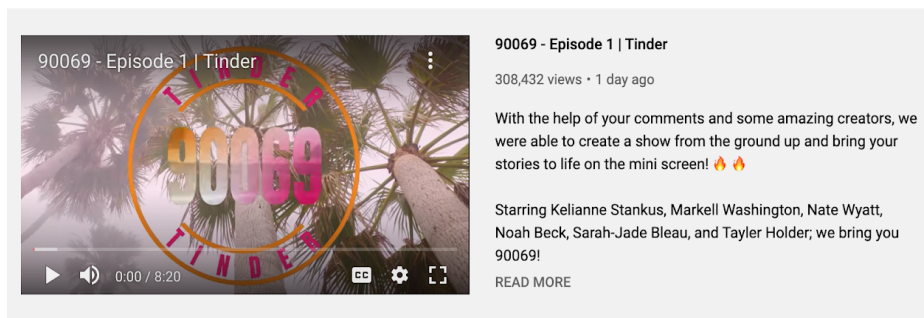 90069 - Episode 1 | Tinder
TINDER
90069
TINDER
0:00 / 8:20
CC
90069 - Episode 1 | Tinder
308,432 views • 1 day ago
With the help of your comments and some amazing creators, we
were able to create a show from the ground up and bring your
stories to life on the mini screen! 🔥 🔥
Starring Kelianne Stankus, Markell Washington, Nate Wyatt,
Noah Beck, Sarah-Jade Bleau, and Tayler Holder; we bring you
90069!
READ MORE